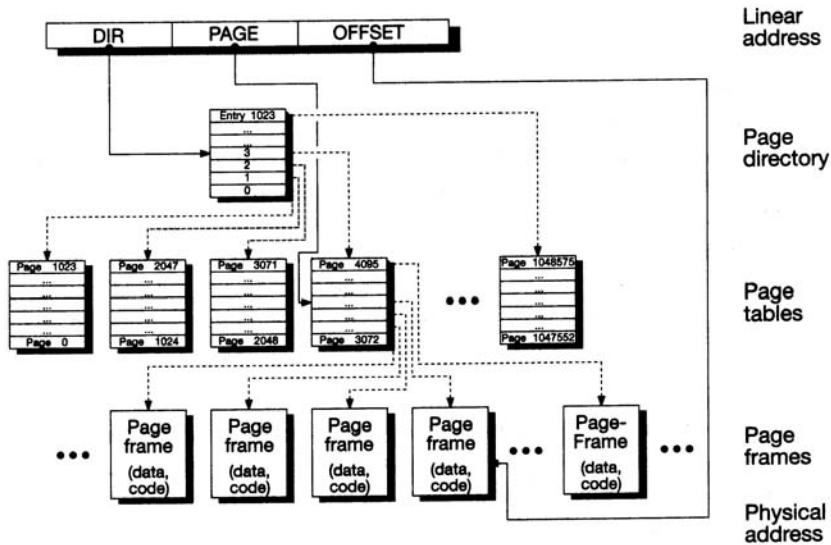 Linear
address
DIR PAGE OFFSET
Page
directory
Entry 1023
...
...
3
2
1
0
Page
tables
Page 1023
...
...
...
...
...
Page 0
Page 2047
...
...
...
...
...
1024
Page 3071
...
...
...
...
...
2048
Page 4095
...
...
...
...
...
Page 3072
•••
Page 1048575
...
...
...
...
...
Page 1047552
Page
frames
•••
Page
frame
(data,
code)
Page
frame
(data,
code)
Page
frame
(data,
code)
Page
frame
(data,
code)
•••
Page-
Frame
(data,
code)
•••
Physical
address